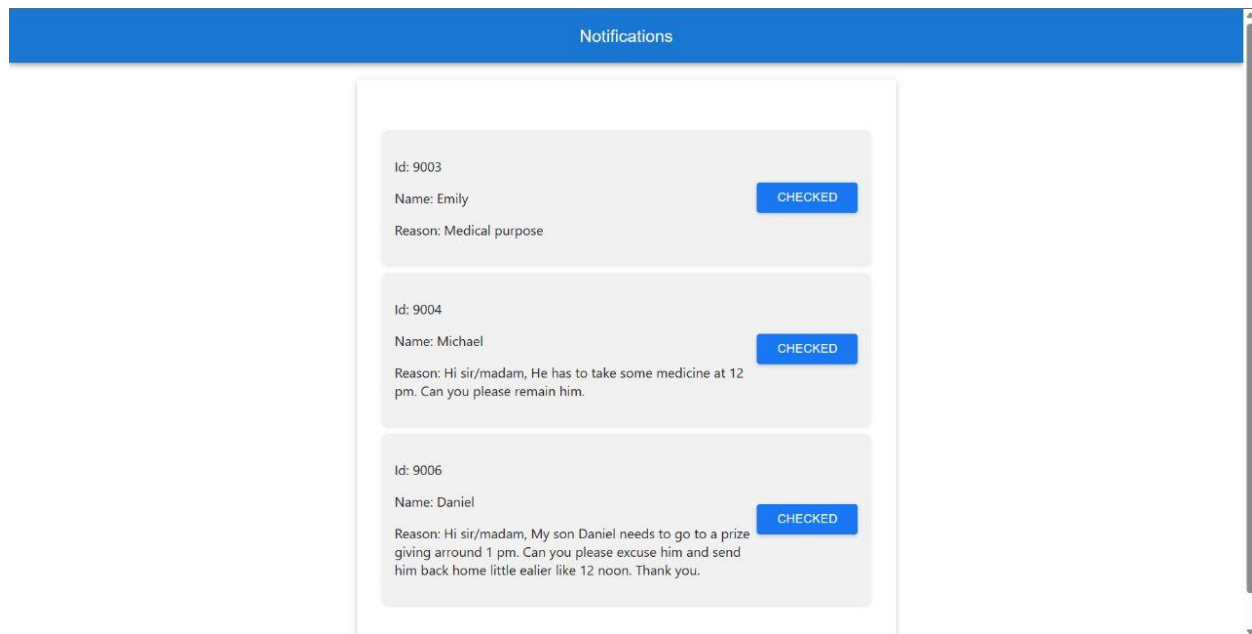 Notifications
Id: 9003
Name: Emily
CHECKED
Reason: Medical purpose
Id: 9004
Name: Michael
CHECKED
Reason: Hi sir/madam, He has to take some medicine at 12
pm. Can you please remain him.
Id: 9006
Name: Daniel
CHECKED
Reason: Hi sir/madam, My son Daniel needs to go to a prize
giving arround 1 pm. Can you please excuse him and send
him back home little ealier like 12 noon. Thank you.